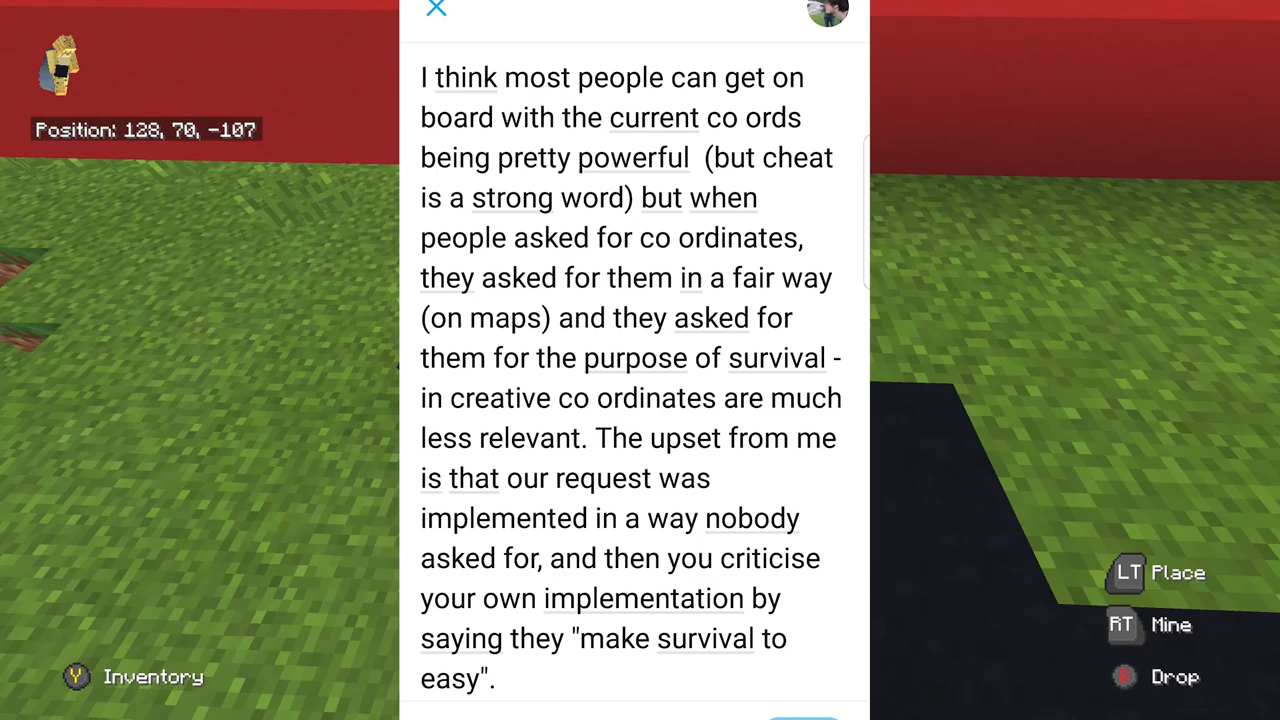 Position: 128, 70, -107
I think most people can get on
board with the current co ords
being pretty powerful (but cheat
is a strong word) but when
people asked for co ordinates,
they asked for them in a fair way
(on maps) and they asked for
them for the purpose of survival -
in creative co ordinates are much
less relevant. The upset from me
is that our request was
implemented in a way nobody
asked for, and then you criticise
your own implementation by
saying they "make survival to
easy".
LT Place
RT Mine
Y Inventory
B Drop